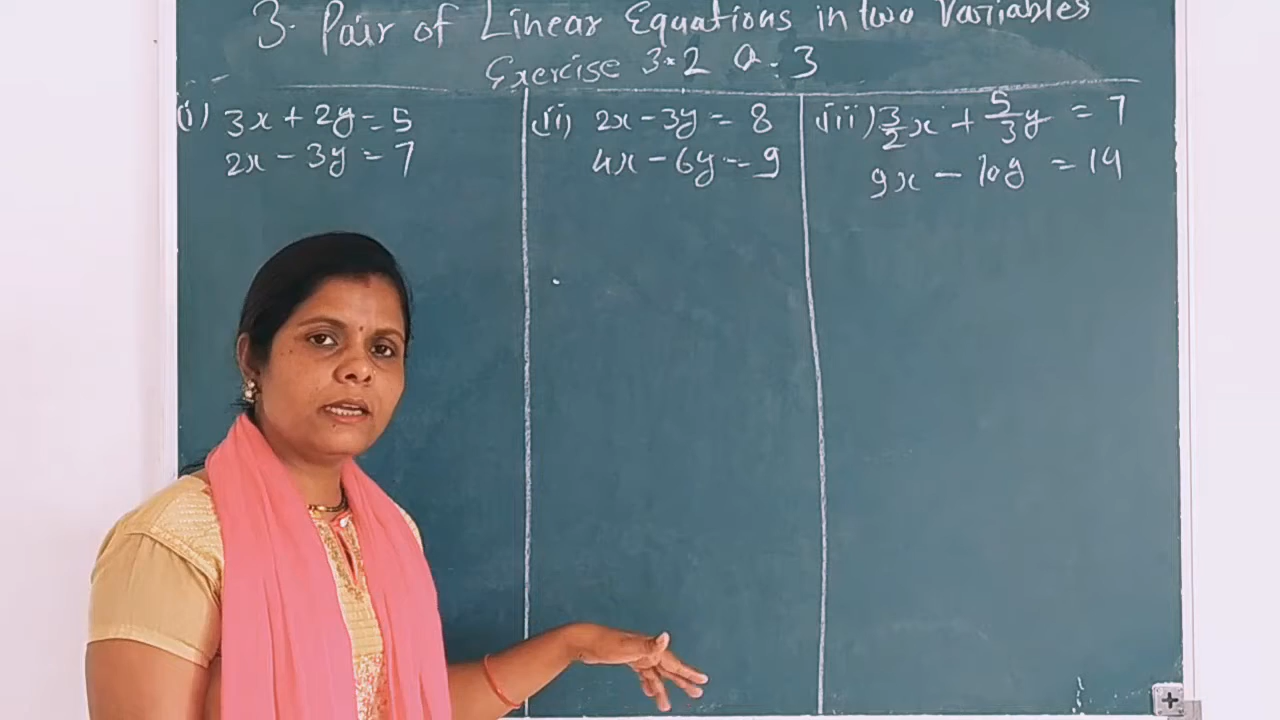 3. Pair of Linear Equations in two Variables
Exercise 3.2 Q. 3
(i) 3x + 2y = 5
2x - 3y = 7
(ii) 2x - 3y = 8
4x - 6y = 9
(iii) 3/2 x + 5/3 y = 7
9x - 10y = 14